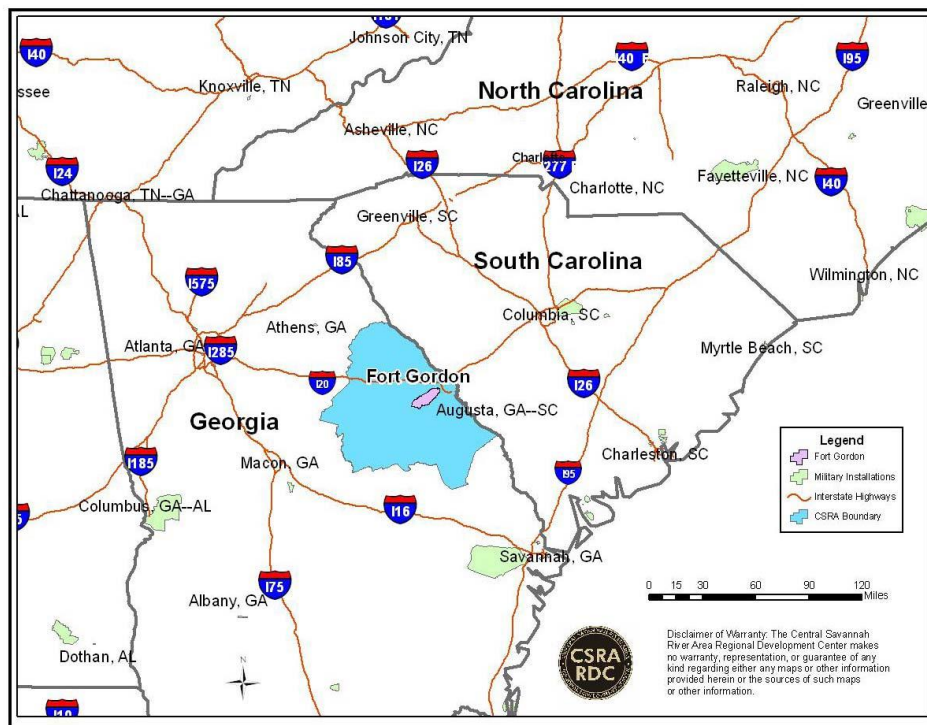 I40
Johnson City, TN
I40
I95
Knoxville, TN
North Carolina
Raleigh, NC
Greenville
ssee
Asheville, NC
I24
I26
Charlotte
277
Chattanooga, TN--GA
Charlotte, NC
Fayetteville, NC
I40
AL
Greenville, SC
I85
South Carolina
I575
Wilmington, NC
Athens, GA
Columbia, SC
Atlanta, GA
I285
Myrtle Beach, SC
I20
Fort Gordon
I26
Augusta, GA--SC
Georgia
Macon, GA
I185
Charleston, SC
I95
Columbus, GA--AL
I16
Savannah, GA
I75
Albany, GA
Dothan, AL
N
I10
Legend
Fort Gordon
Military Installations
Interstate Highways
CSRA Boundary
0 15 30 60 90 120
Miles
CSRA
RDC
Disclaimer of Warranty: The Central Savannah
River Area Regional Development Center makes
no warranty, representation, or guarantee of any
kind regarding either any maps or other information
provided herein or the sources of such maps
or other information.